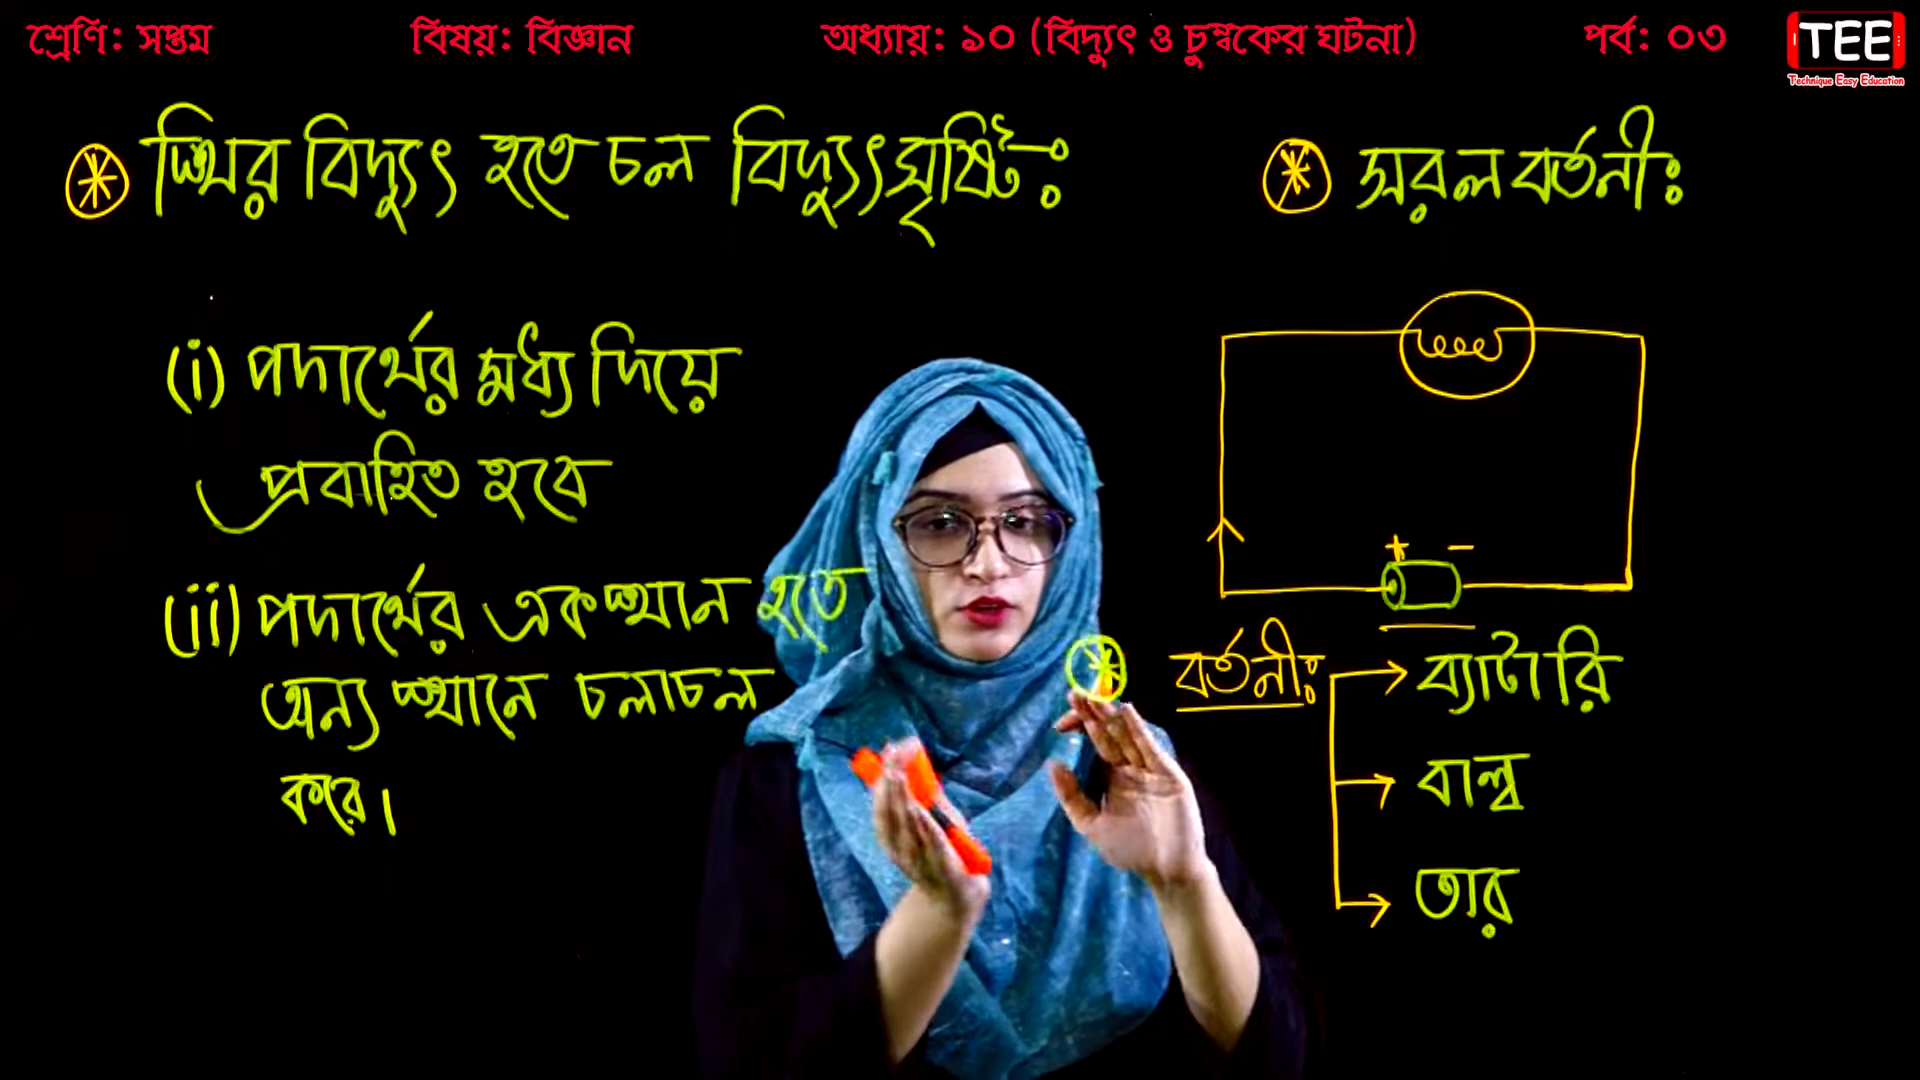 শ্রেণি: সপ্তম বিষয়: বিজ্ঞান অধ্যায়: ১০ (বিদ্যুৎ ও চুম্বকের ঘটনা) পর্ব: ০৩
TEE
Technique Easy Education
স্থির বিদ্যুৎ হতে চল বিদ্যুৎ সৃষ্টি:
(i) পদার্থের মধ্য দিয়ে
প্রবাহিত হবে
(ii) পদার্থের একস্থান হতে
অন্য স্থানে চলাচল
করে।
সরল বর্তনী:
+ −
বর্তনী: → ব্যাটারি
→ বাল্ব
→ তার